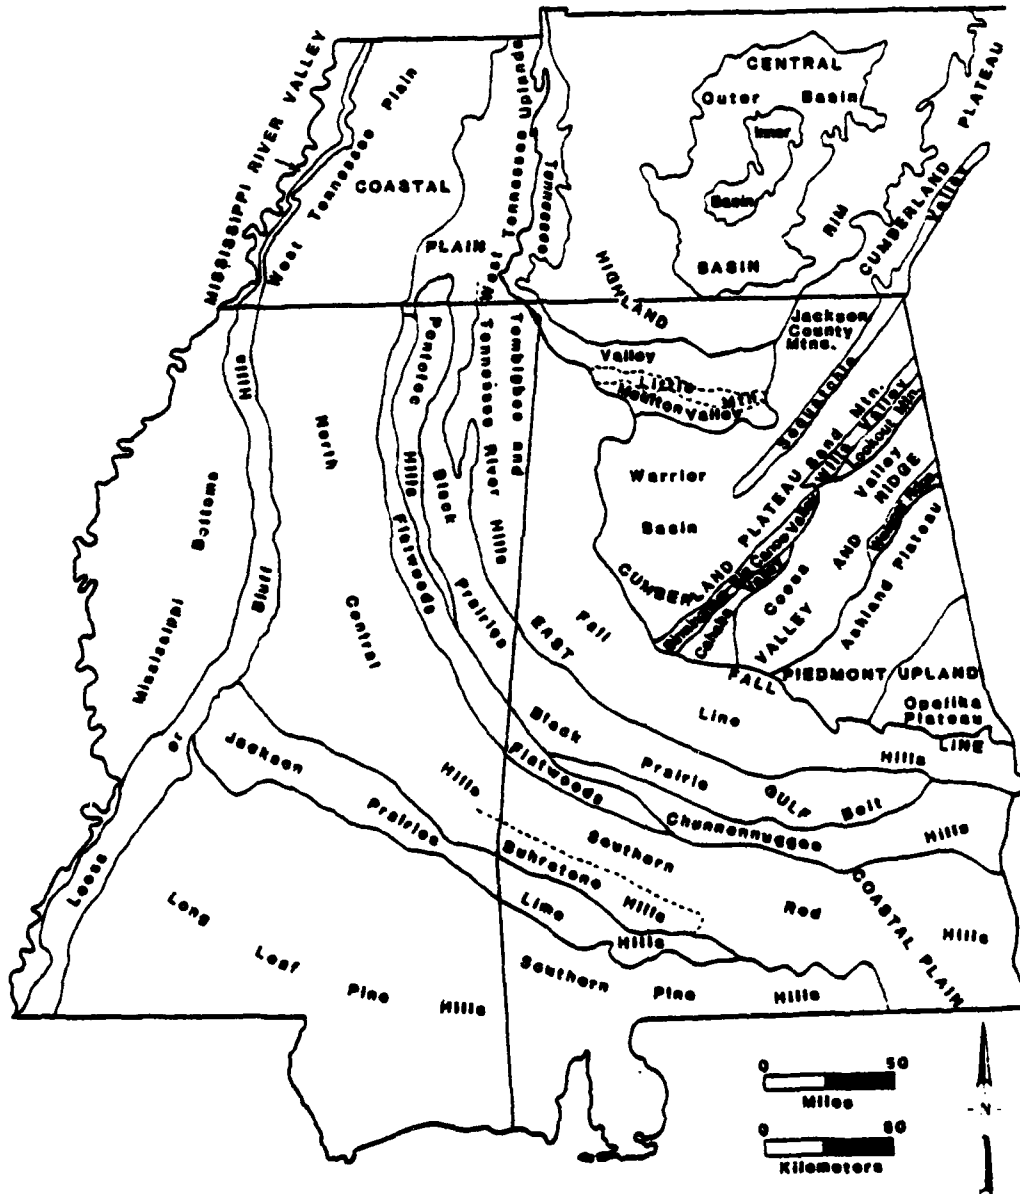 MISSISSIPPI RIVER VALLEY
West Tennessee Plain
COASTAL
PLAIN
West Tennessee Uplands
Tennessee
CENTRAL
Outer Basin
Inner
Basin
BASIN
RIM
HIGHLAND
CUMBERLAND
PLATEAU
Valley
Jackson
County
Mtns.
Valley
Little
Mtn
Moulton Valley
Sequatchie
Sand Mtn.
Wills Valley
Lookout Mtn.
Valley
RIDGE
AND
VALLEY
Coosa
Ashland Plateau
Warrior
Basin
CUMBERLAND PLATEAU
Big Canoe Valley
Cahaba
Valley
PIEDMONT UPLAND
Opelika
Plateau
Hills
Bluff
or
Loess
Mississippi
Bottoms
North
Central
Hills
Pontotoc
Hills
Flatwoods
Black
Prairies
Tennessee River
Hills
Tombigbee and
EAST
GULF
COASTAL PLAIN
Fall
Line
Hills
FALL
LINE
Black
Prairie
Belt
Flatwoods
Chunnennuggee
Hills
Jackson
Prairies
Southern
Red
Hills
Buhrstone
Hills
Lime
Hills
Long
Leaf
Pine
Hills
Southern
Pine
Hills
0 50
Miles
0 80
Kilometers
N